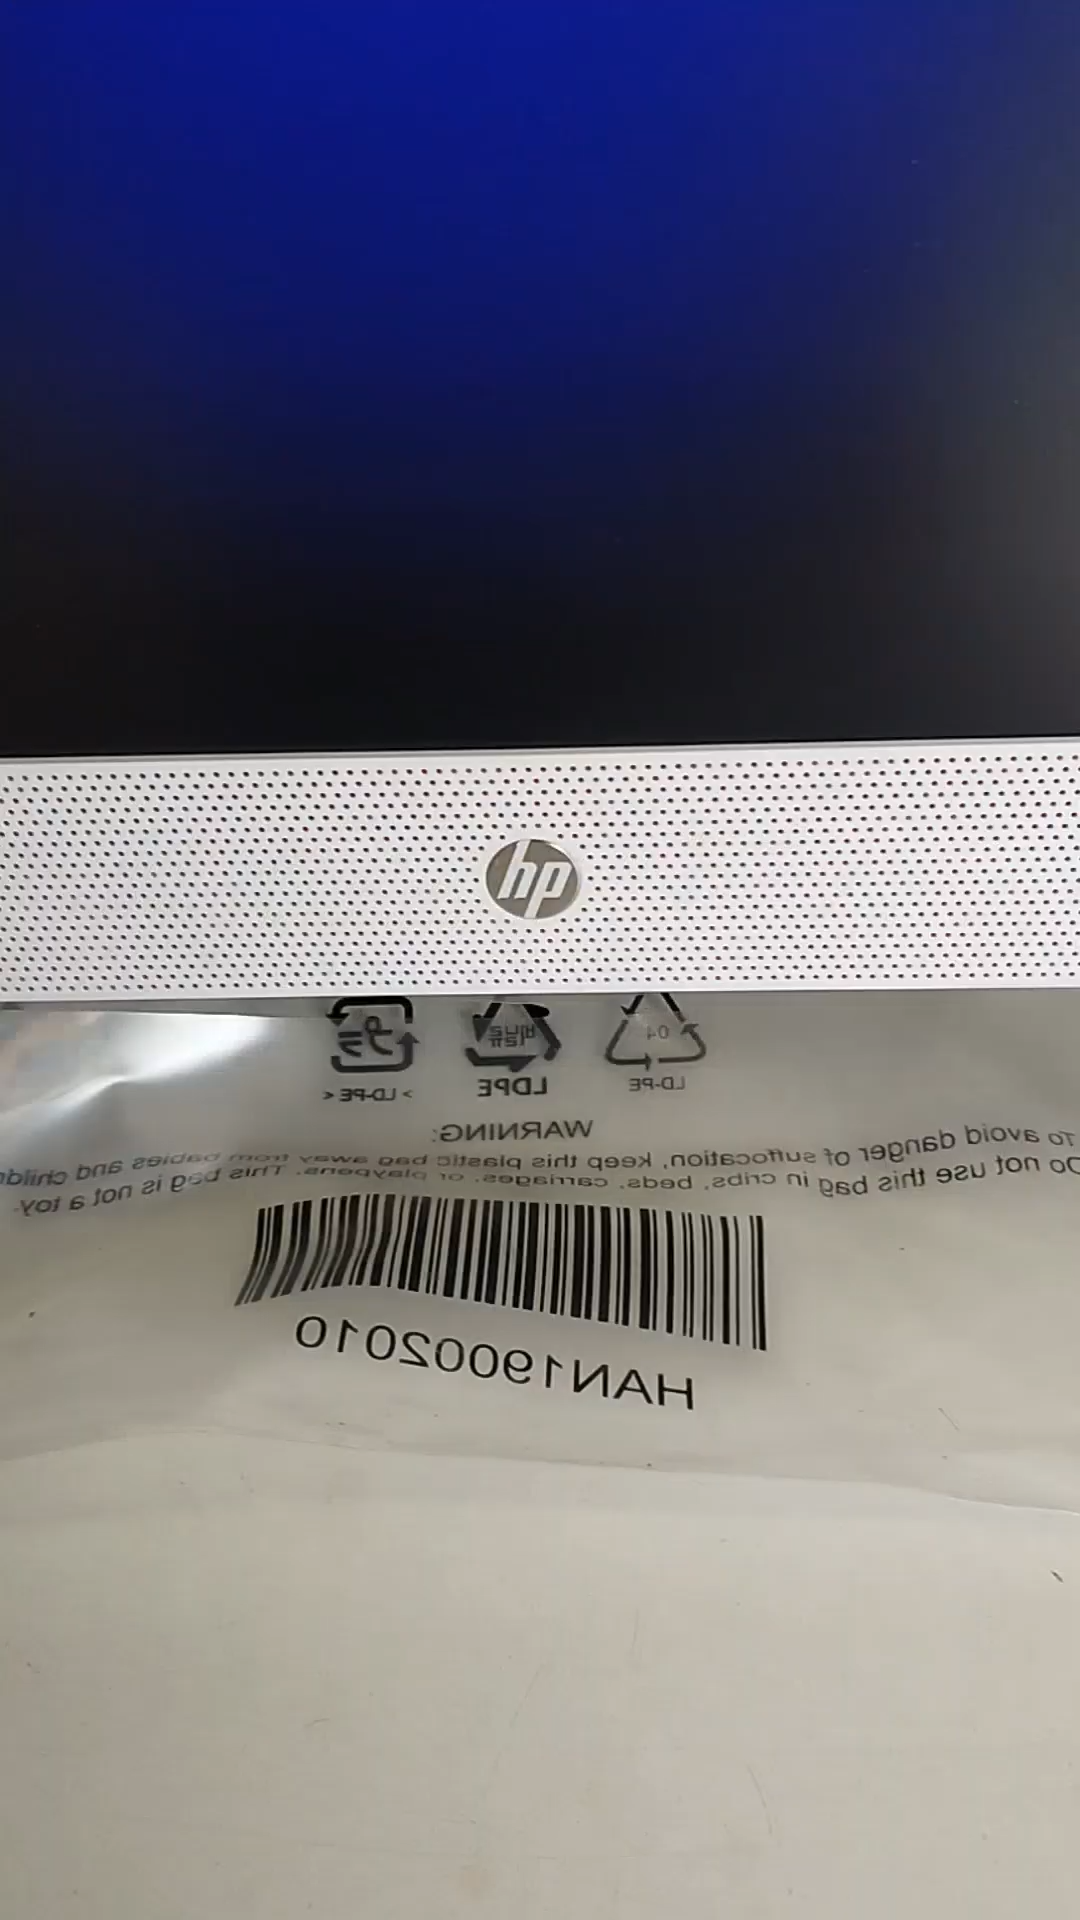 hp
04
LD-PE
LDPE
> LD-PE <
WARNING:
To avoid danger of suffocation, keep this plastic bag away from babies and
Do not use this bag in cribs, beds, carriages, or playpens. This bag is not a toy.
HAN19002010